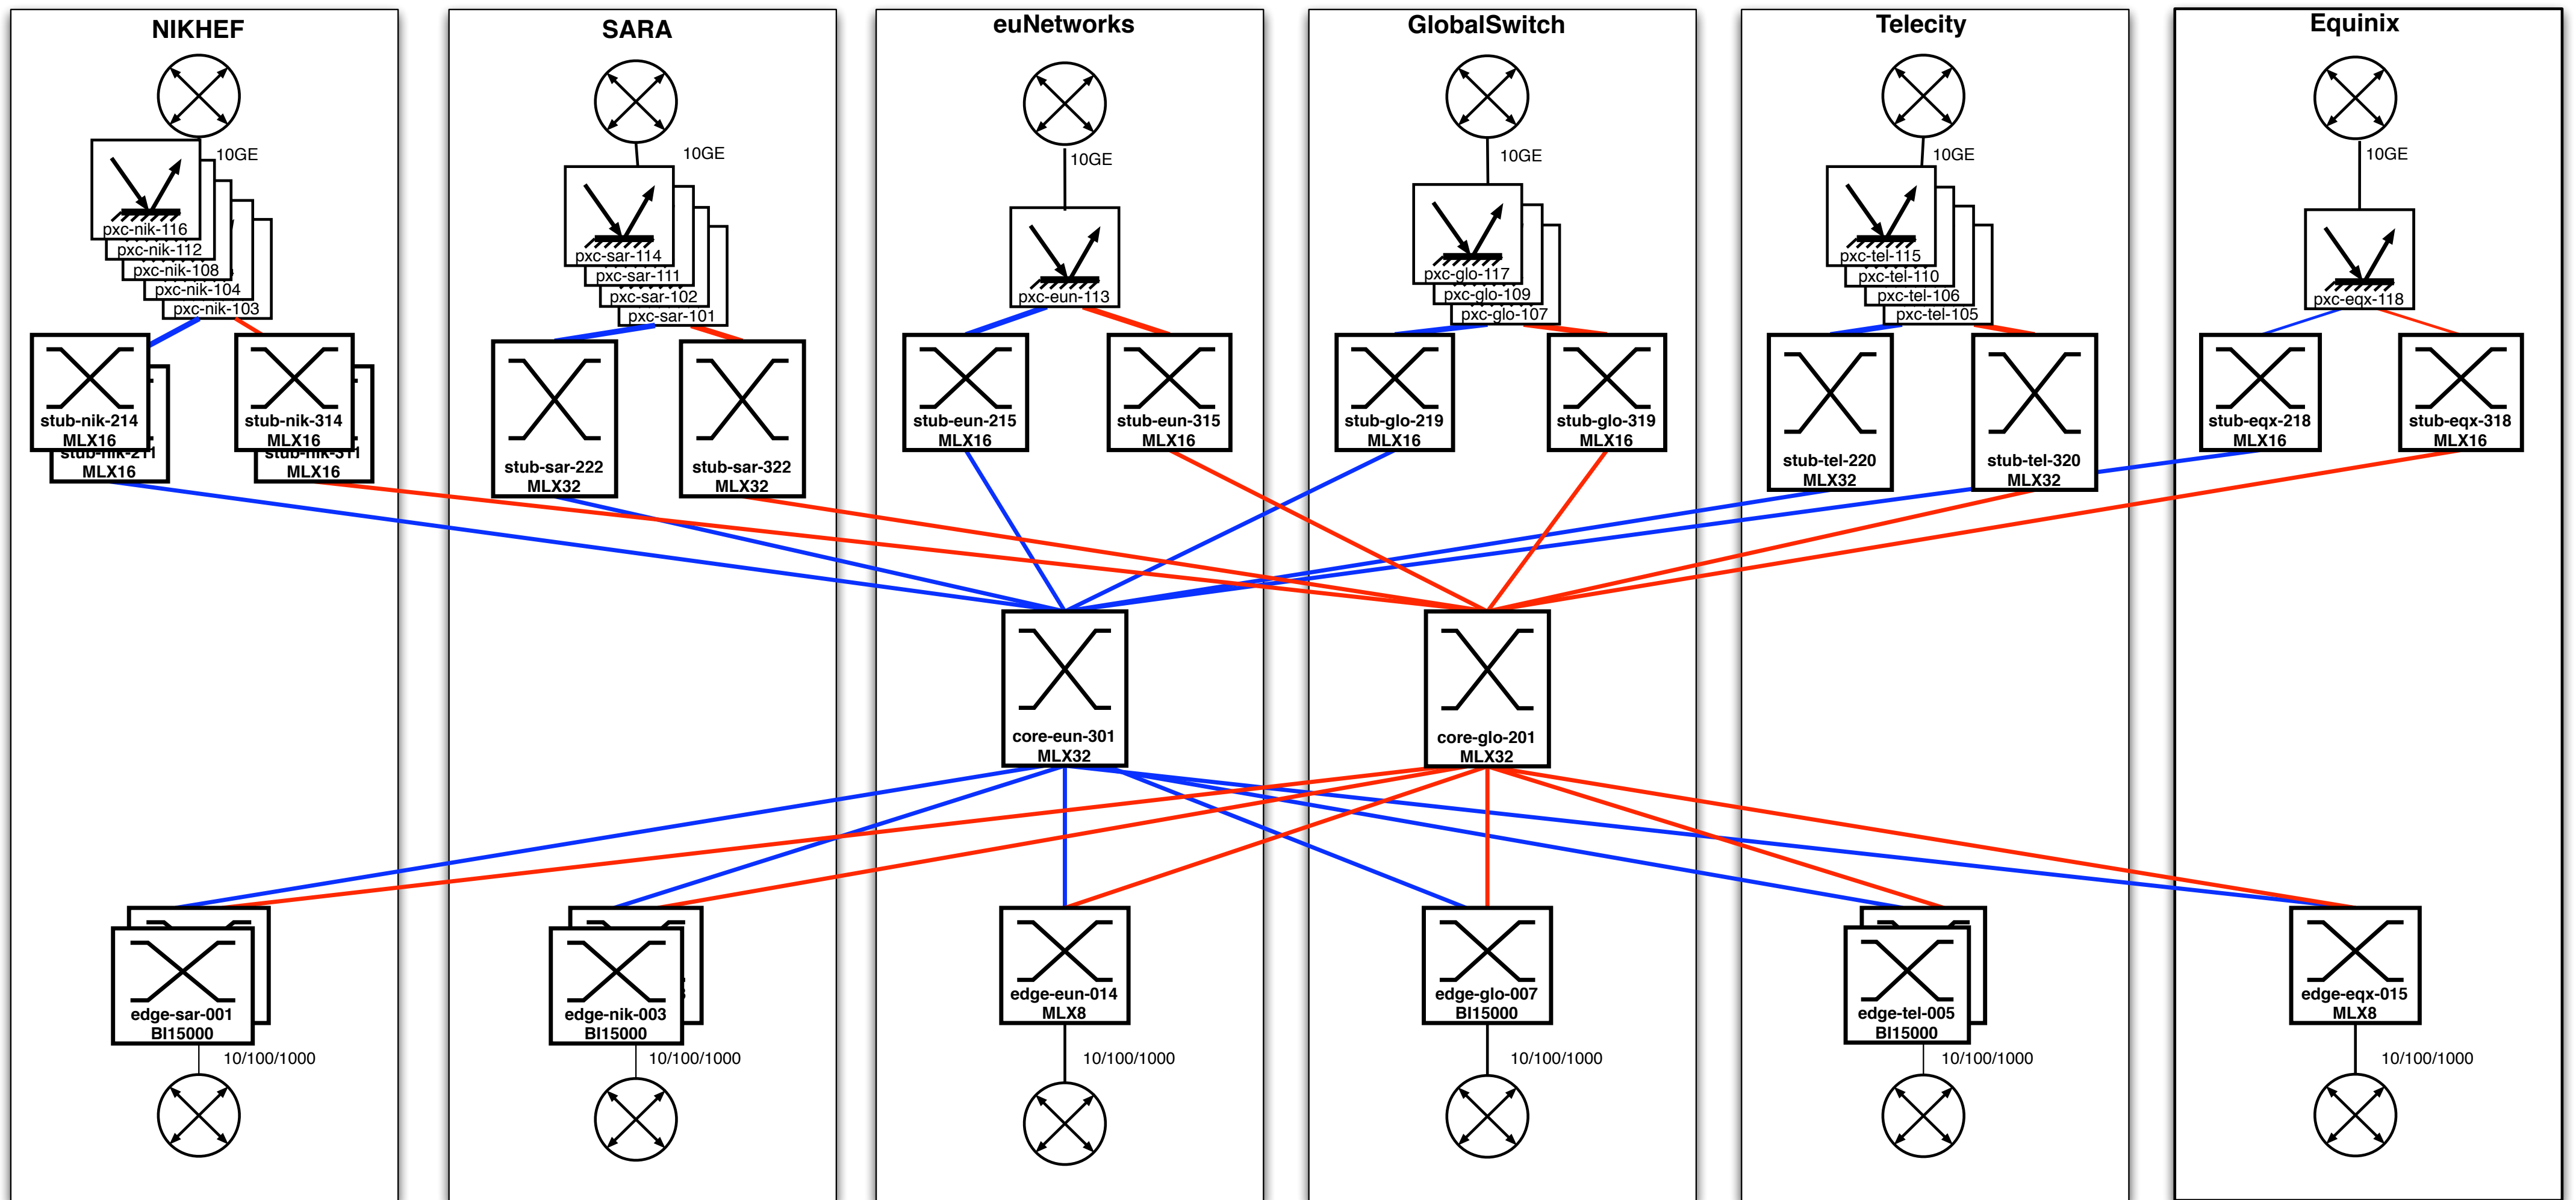 NIKHEF
10GE
pxc-nik-116
pxc-nik-112
pxc-nik-108
pxc-nik-104
pxc-nik-103
stub-nik-214
MLX16
stub-nik-211
MLX16
stub-nik-314
MLX16
stub-nik-311
MLX16
edge-sar-001
BI15000
10/100/1000
SARA
10GE
pxc-sar-114
pxc-sar-111
pxc-sar-102
pxc-sar-101
stub-sar-222
MLX32
stub-sar-322
MLX32
edge-nik-003
BI15000
10/100/1000
euNetworks
10GE
pxc-eun-113
stub-eun-215
MLX16
stub-eun-315
MLX16
core-eun-301
MLX32
edge-eun-014
MLX8
10/100/1000
GlobalSwitch
10GE
pxc-glo-117
pxc-glo-109
pxc-glo-107
stub-glo-219
MLX16
stub-glo-319
MLX16
core-glo-201
MLX32
edge-glo-007
BI15000
10/100/1000
Telecity
10GE
pxc-tel-115
pxc-tel-110
pxc-tel-106
pxc-tel-105
stub-tel-220
MLX32
stub-tel-320
MLX32
edge-tel-005
BI15000
10/100/1000
Equinix
10GE
pxc-eqx-118
stub-eqx-218
MLX16
stub-eqx-318
MLX16
edge-eqx-015
MLX8
10/100/1000